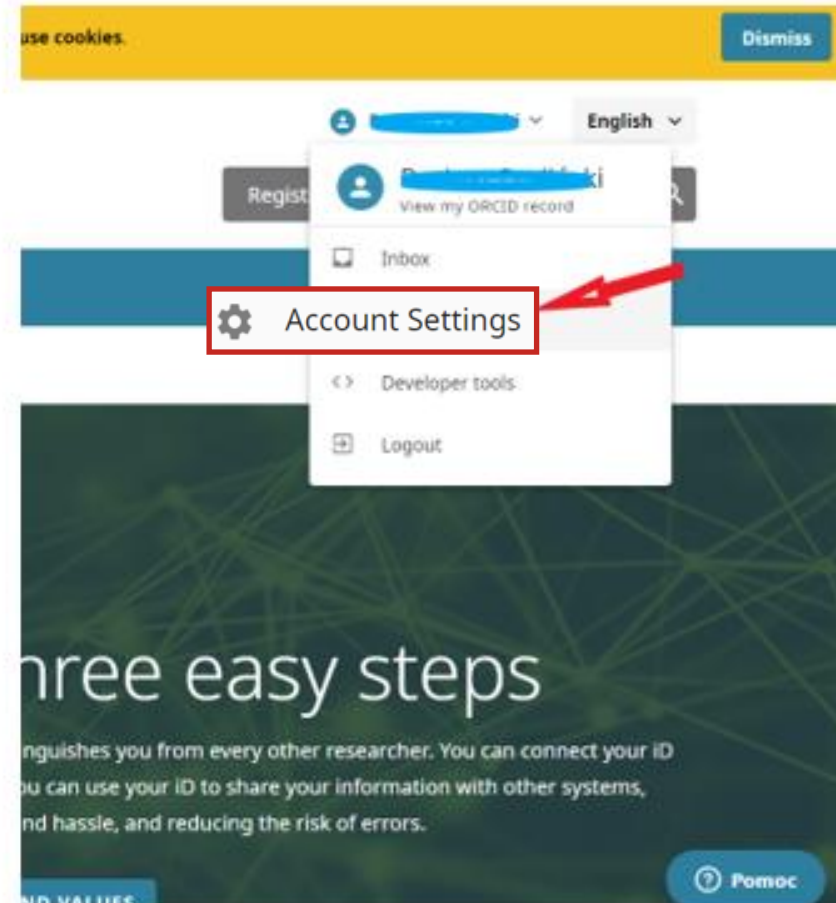 use cookies.
Dismiss
English
Regist
ki
View my ORCID record
Inbox
Account Settings
Developer tools
Logout
hree easy steps
nguishes you from every other researcher. You can connect your iD
ou can use your iD to share your information with other systems,
nd hassle, and reducing the risk of errors.
Pomoc
ND VALUES